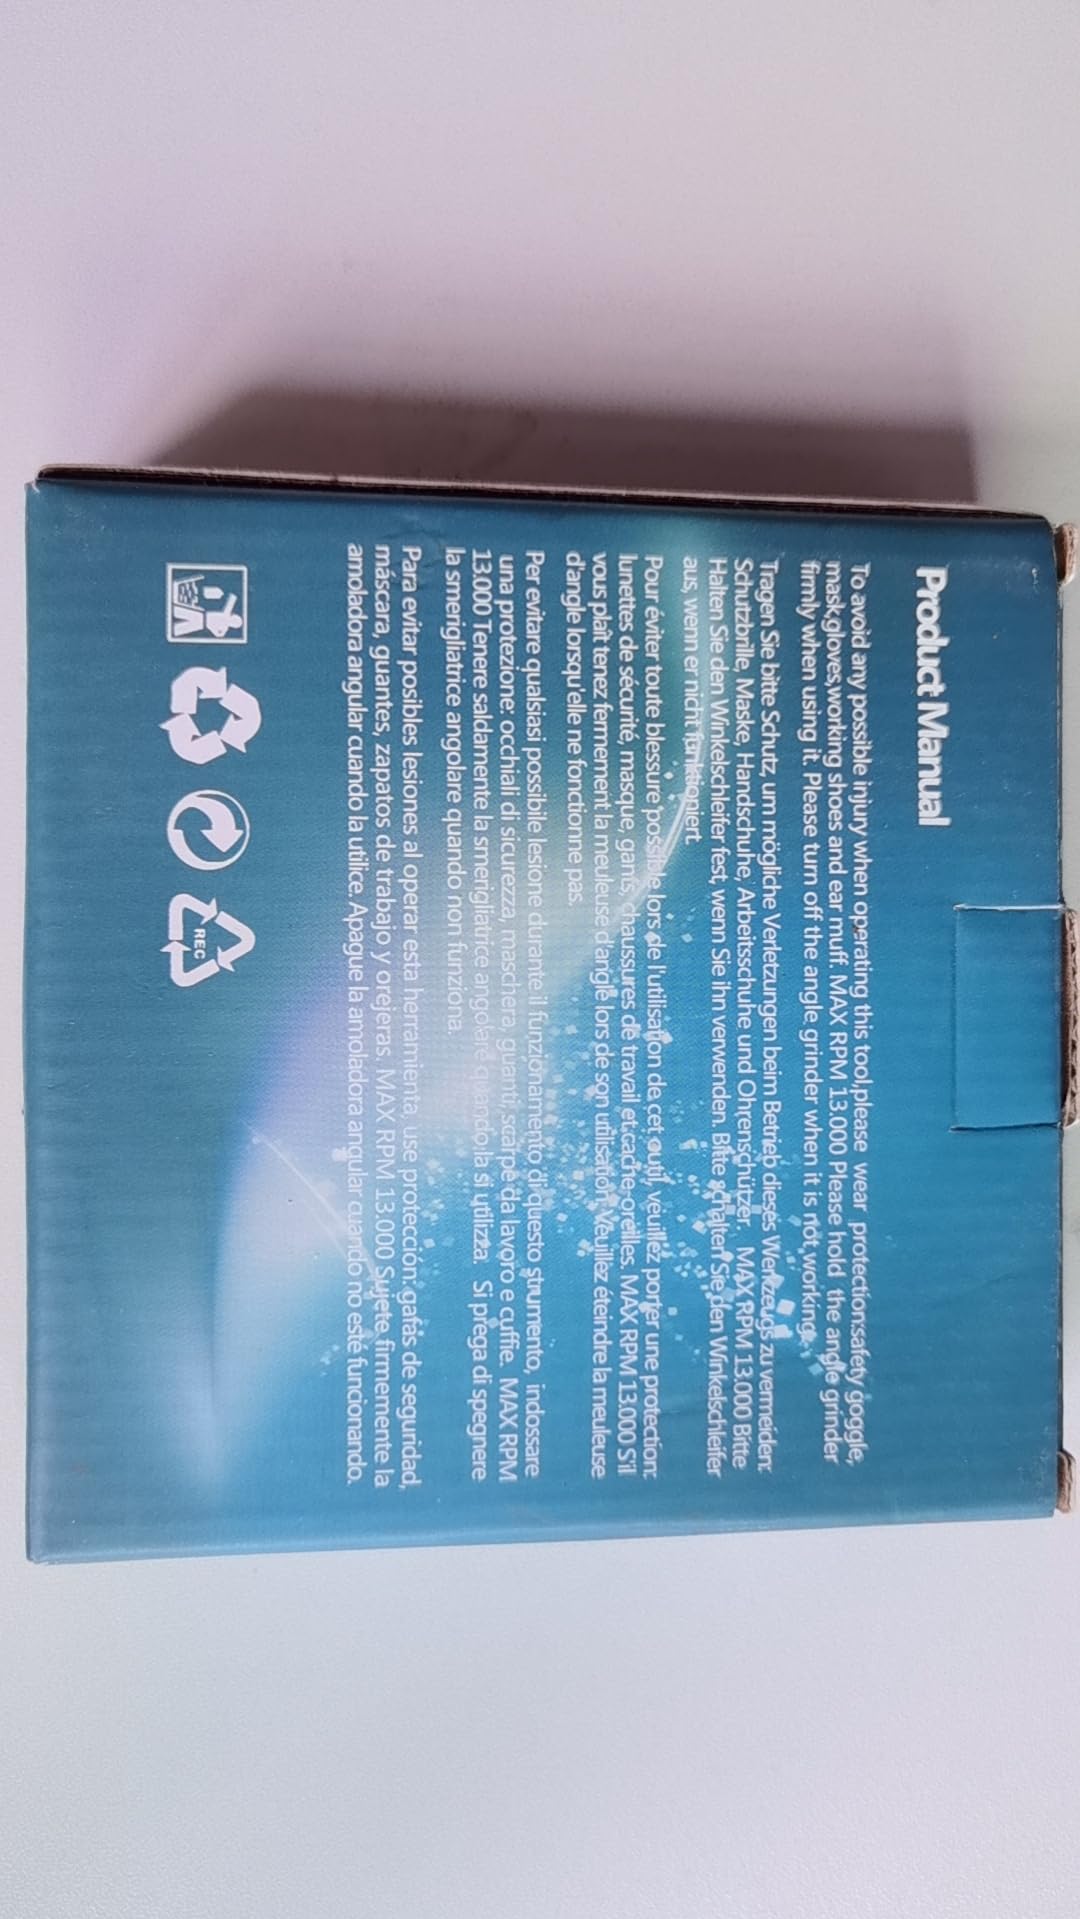 Product Manual
To avoid any possible injury when operating this tool,please wear protection:safety goggle,
mask,gloves,working shoes and ear muff. MAX RPM 13.000 Please hold the angle grinder
firmly when using it. Please turn off the angle grinder when it is not working.
Tragen Sie bitte Schutz, um mögliche Verletzungen beim Betrieb dieses Werkzeugs zu vermeiden:
Schutzbrille, Maske, Handschuhe, Arbeitsschuhe und Ohrenschützer. MAX RPM 13.000 Bitte
Halten Sie den Winkelschleifer fest, wenn Sie ihn verwenden. Bitte schalten Sie den Winkelschleifer
aus, wenn er nicht funktioniert.
Pour éviter toute blessure possible lors de l'utilisation de cet outil, veuillez porter une protection:
lunettes de sécurité, masque, gants, chaussures de travail et cache-oreilles. MAX RPM 13.000 S'il
vous plaît tenez fermement la meuleuse d'angle lors de son utilisation. Veuillez éteindre la meuleuse
d'angle lorsqu'elle ne fonctionne pas.
Per evitare qualsiasi possibile lesione durante il funzionamento di questo strumento, indossare
una protezione: occhiali di sicurezza, maschera, guanti, scarpe da lavoro e cuffie. MAX RPM
13.000 Tenere saldamente la smerigliatrice angolare quando la si utilizza. Si prega di spegnere
la smerigliatrice angolare quando non funziona.
Para evitar posibles lesiones al operar esta herramienta, use protección: gafas de seguridad,
máscara, guantes, zapatos de trabajo y orejeras. MAX RPM 13.000 Sujete firmemente la
amoladora angular cuando la utilice. Apague la amoladora angular cuando no esté funcionando.
REC